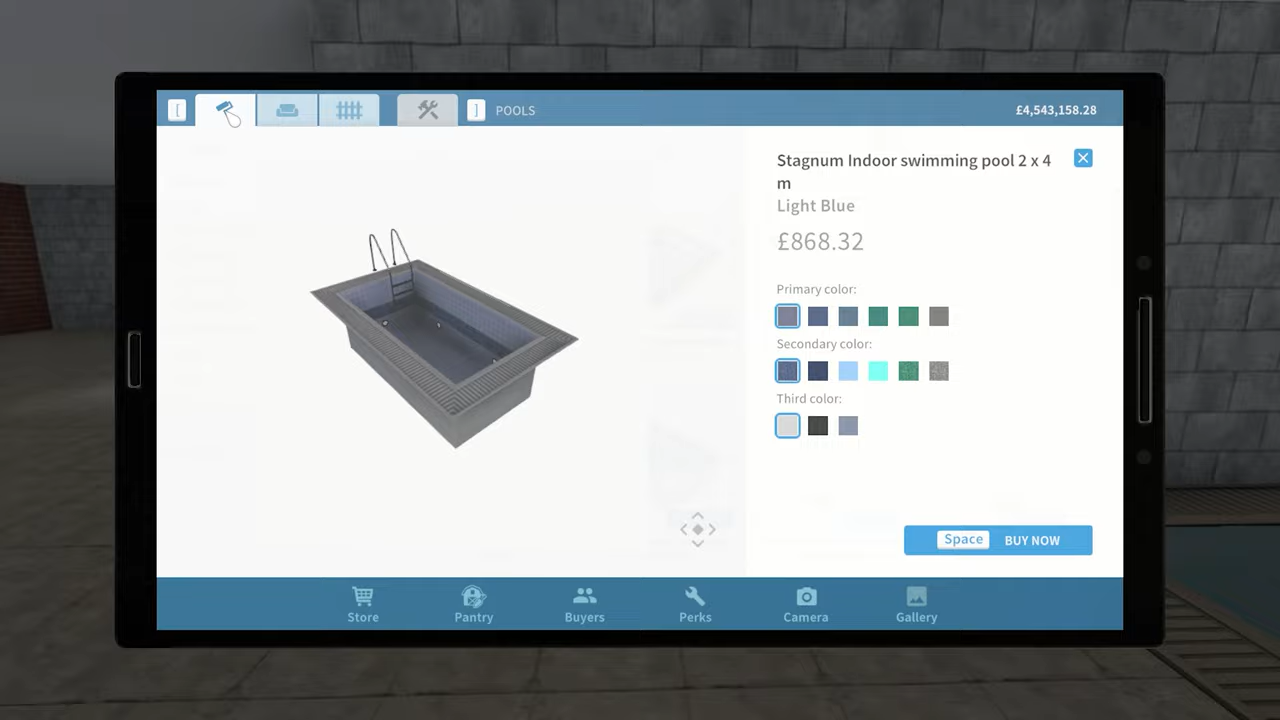 [
]
POOLS
£4,543,158.28
Stagnum Indoor swimming pool 2 x 4
m
Light Blue
£868.32
Primary color:
Secondary color:
Third color:
Space BUY NOW
Store
Pantry
Buyers
Perks
Camera
Gallery